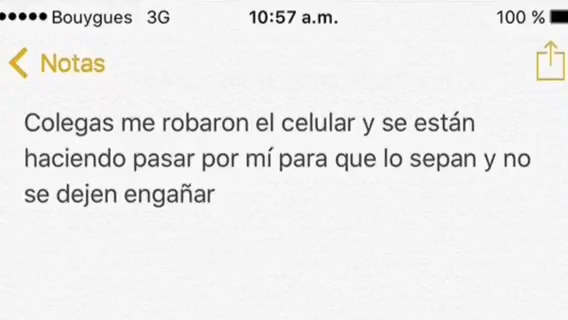 Bouygues 3G 10:57 a.m. 100 %
Notas
Colegas me robaron el celular y se están
haciendo pasar por mí para que lo sepan y no
se dejen engañar